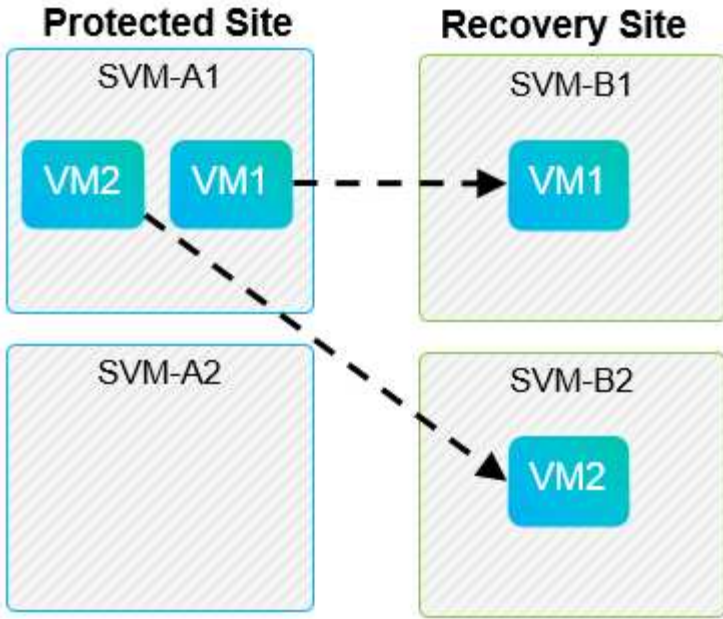 Protected Site
Recovery Site
SVM-A1
VM2
VM1
SVM-B1
VM1
SVM-A2
SVM-B2
VM2